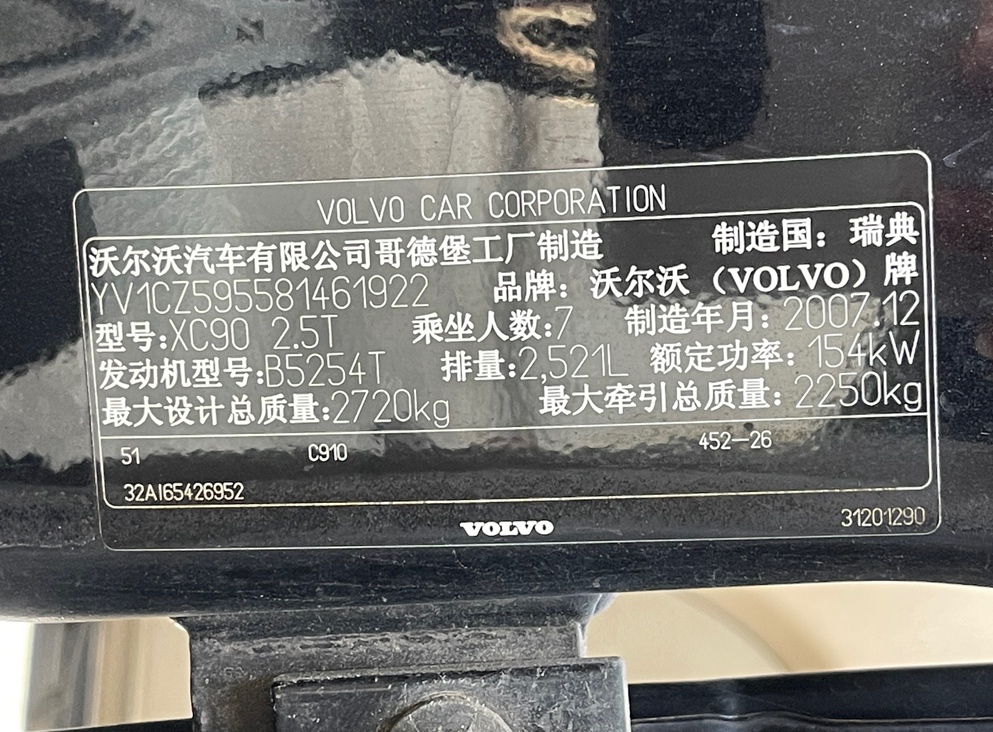 VOLVO CAR CORPORATION
沃尔沃汽车有限公司哥德堡工厂制造 制造国：瑞典
YV1CZ595581461922 品牌：沃尔沃（VOLVO）牌
型号:XC90 2.5T 乘坐人数:7 制造年月:2007.12
发动机型号:B5254T 排量:2,521L 额定功率:154kW
最大设计总质量:2720kg 最大牵引总质量:2250kg
51 C910 452-26
32AI65426952
VOLVO 31201290